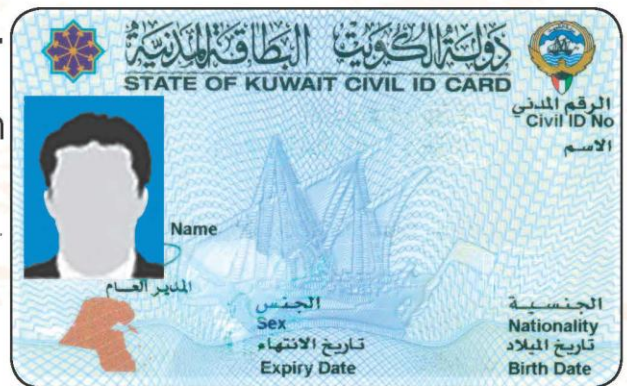 دولة الكويت البطاقة المدنية
STATE OF KUWAIT CIVIL ID CARD
الرقم المدني
Civil ID No
الاسم
Name
المدير العام
الجنسية
الجنس
Nationality
Sex
تاريخ الميلاد
تاريخ الانتهاء
Birth Date
Expiry Date